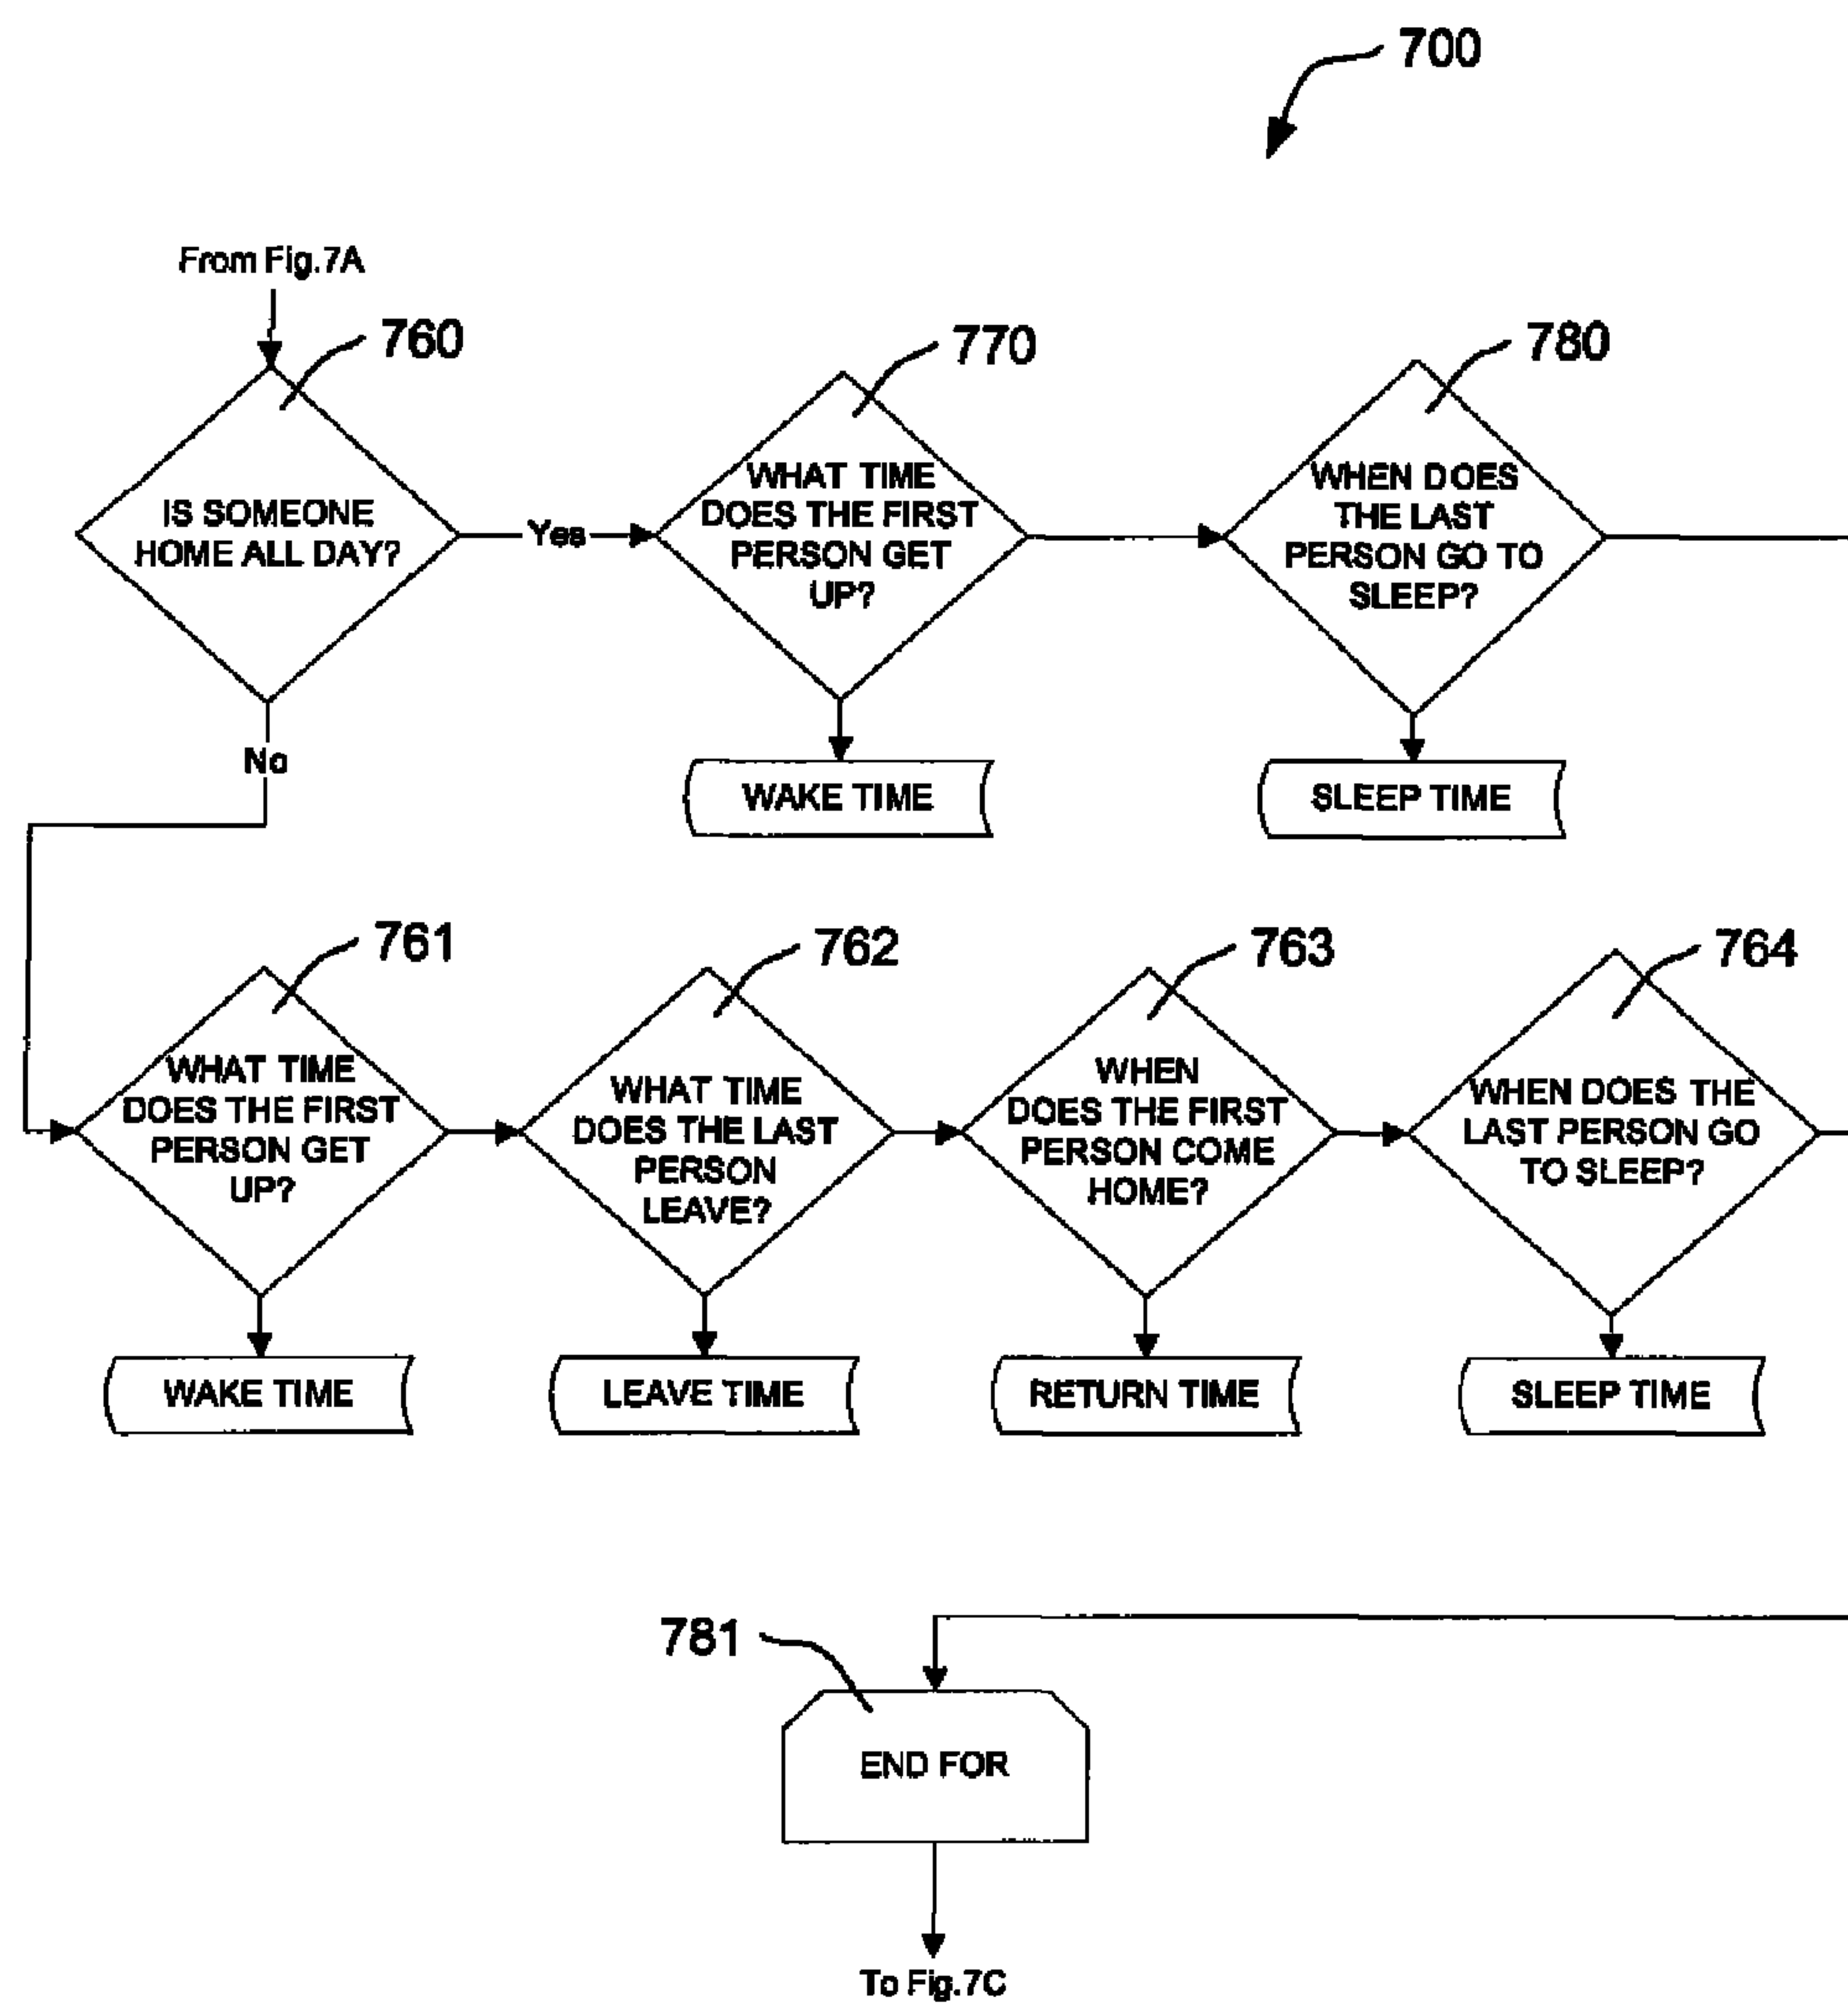 700
From Fig.7A
760
770
780
IS SOMEONE
HOME ALL DAY?
Yes
WHAT TIME
DOES THE FIRST
PERSON GET
UP?
WHEN DOES
THE LAST
PERSON GO TO
SLEEP?
No
WAKE TIME
SLEEP TIME
761
762
763
764
WHAT TIME
DOES THE FIRST
PERSON GET
UP?
WHAT TIME
DOES THE LAST
PERSON
LEAVE?
WHEN
DOES THE FIRST
PERSON COME
HOME?
WHEN DOES THE
LAST PERSON GO
TO SLEEP?
WAKE TIME
LEAVE TIME
RETURN TIME
SLEEP TIME
781
END FOR
To Fig.7C